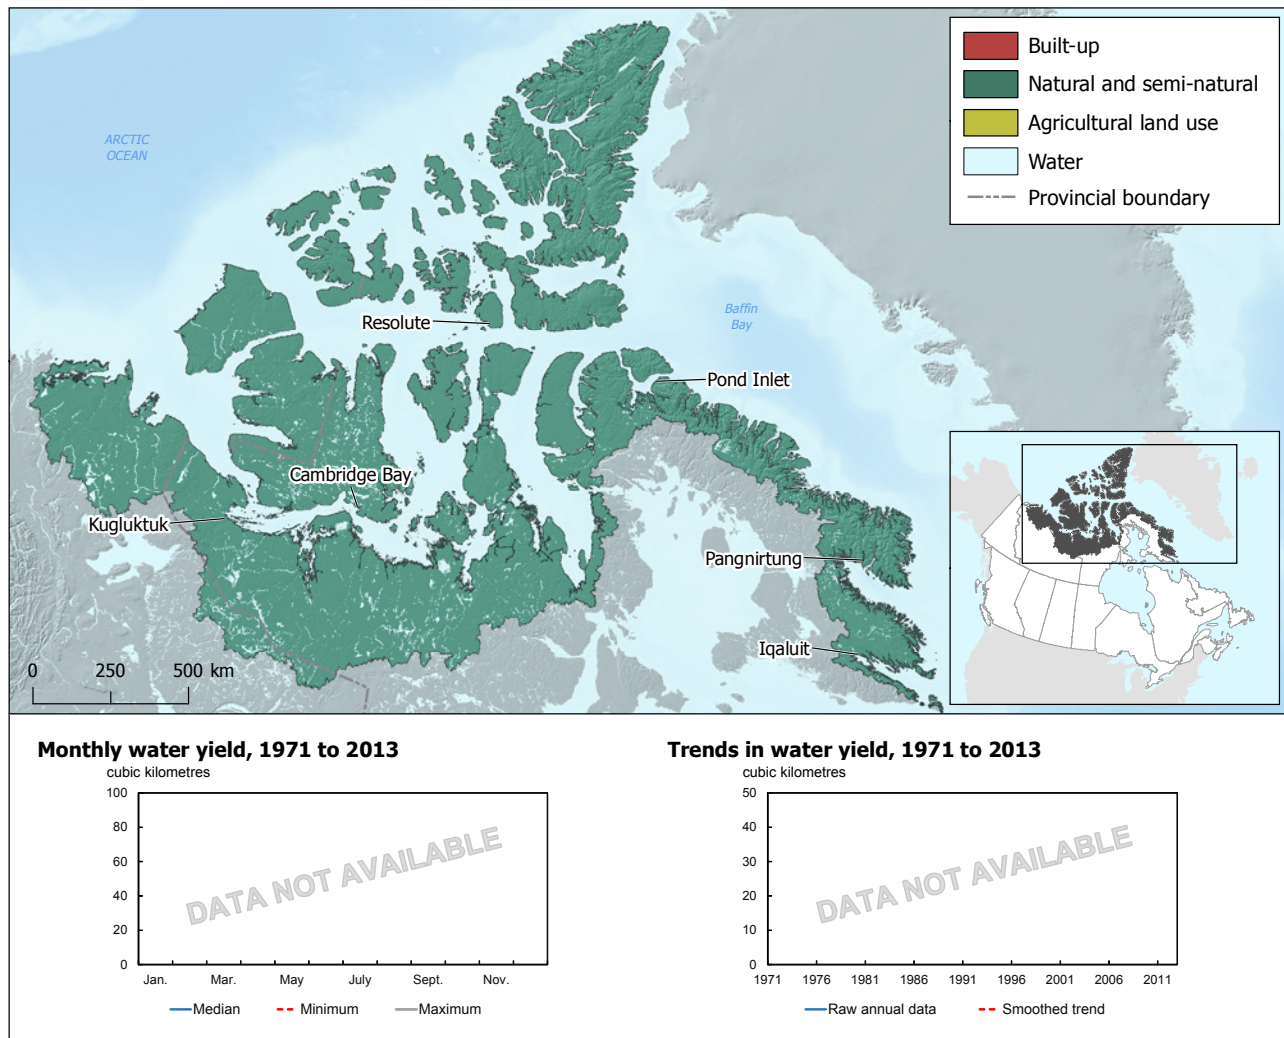 Built-up
Natural and semi-natural
Agricultural land use
Water
Provincial boundary
ARCTIC
OCEAN
Baffin
Bay
Resolute
Pond Inlet
Cambridge Bay
Kugluktuk
Pangnirtung
Iqaluit
0 250 500 km
Monthly water yield, 1971 to 2013
cubic kilometres
100
80
60
40
20
0
DATA NOT AVAILABLE
Jan. Mar. May July Sept. Nov.
Median Minimum Maximum
Trends in water yield, 1971 to 2013
cubic kilometres
50
40
30
20
10
0
DATA NOT AVAILABLE
1971 1976 1981 1986 1991 1996 2001 2006 2011
Raw annual data Smoothed trend